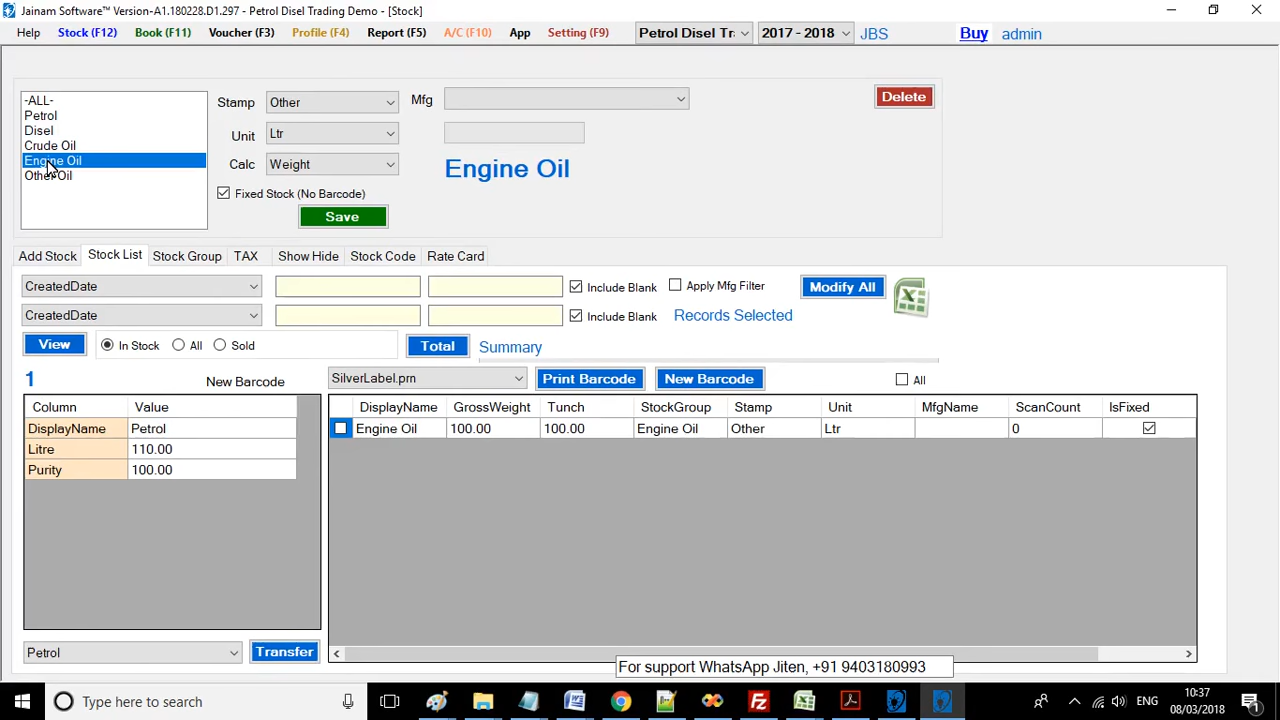 Jainam Software™ Version-A1.180228.D1.297 - Petrol Disel Trading Demo - [Stock]
Help Stock (F12) Book (F11) Voucher (F3) Profile (F4) Report (F5) A/C (F10) App Setting (F9) Petrol Disel Tr 2017 - 2018 JBS Buy admin
-ALL-
Petrol
Disel
Crude Oil
Engine Oil
Other Oil
Stamp Other
Unit Ltr
Calc Weight
Fixed Stock (No Barcode)
Save
Mfg
Engine Oil
Delete
Add Stock Stock List Stock Group TAX Show Hide Stock Code Rate Card
CreatedDate Include Blank Apply Mfg Filter Modify All
CreatedDate Include Blank Records Selected
View In Stock All Sold Total Summary
1 New Barcode SilverLabel.prn Print Barcode New Barcode All
Column Value
DisplayName Petrol
Litre 110.00
Purity 100.00
DisplayName GrossWeight Tunch StockGroup Stamp Unit MfgName ScanCount IsFixed
Engine Oil 100.00 100.00 Engine Oil Other Ltr 0
Petrol Transfer
For support WhatsApp Jiten, +91 9403180993
Type here to search
ENG
10:37
08/03/2018
1